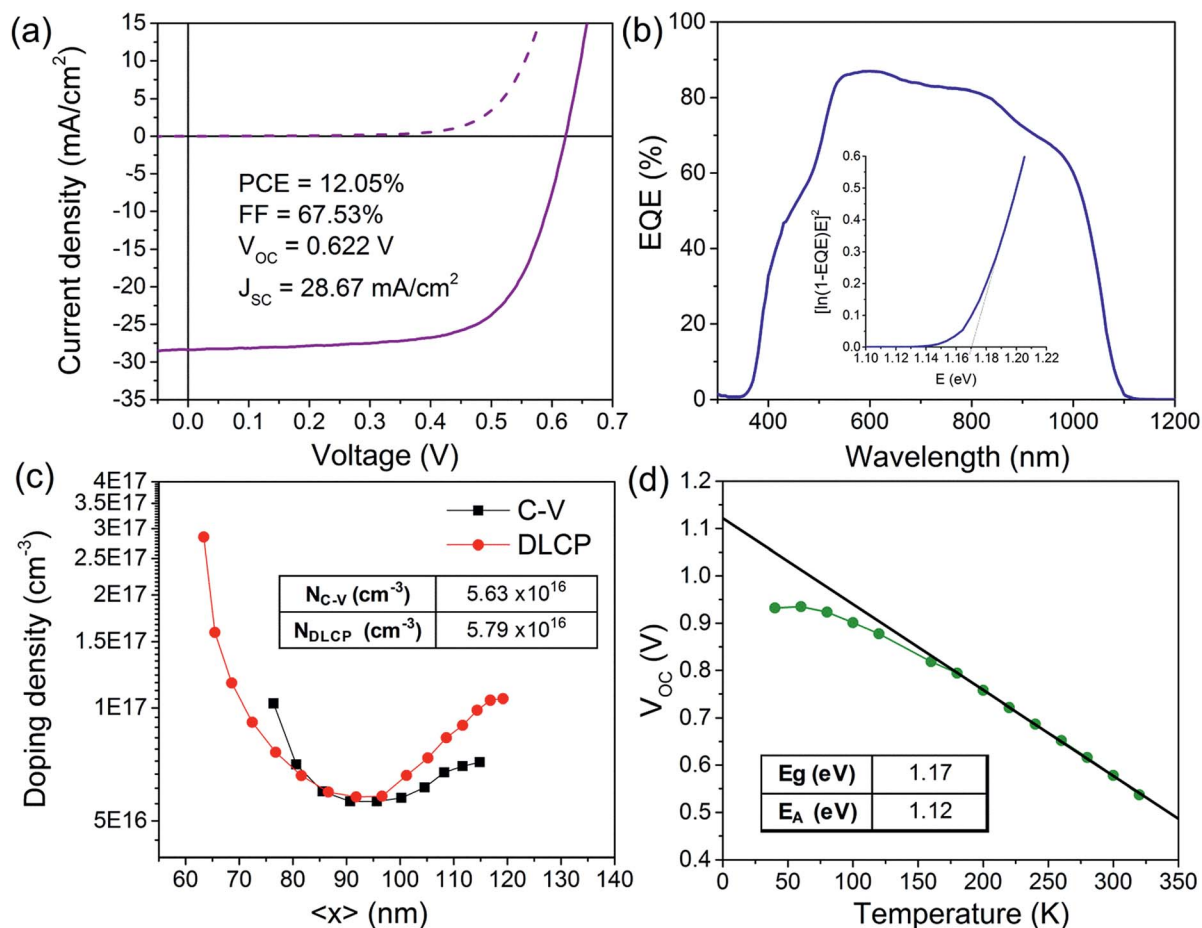 (a)
15
10
5
0
-5
-10
-15
-20
-25
-30
-35
Current density (mA/cm²)
PCE = 12.05%
FF = 67.53%
V_OC = 0.622 V
J_SC = 28.67 mA/cm²
0.0 0.1 0.2 0.3 0.4 0.5 0.6 0.7
Voltage (V)
(b)
100
80
60
40
20
0
EQE (%)
0.6
0.5
0.4
0.3
0.2
0.1
0.0
[ln(1-EQE)E]²
1.10 1.12 1.14 1.16 1.18 1.20 1.22
E (eV)
400 600 800 1000 1200
Wavelength (nm)
(c)
4E17
3.5E17
3E17
2.5E17
2E17
1.5E17
1E17
5E16
Doping density (cm⁻³)
C-V
DLCP
N_C-V (cm⁻³) 5.63 x10¹⁶
N_DLCP (cm⁻³) 5.79 x10¹⁶
60 70 80 90 100 110 120 130 140
<x> (nm)
(d)
1.2
1.1
1.0
0.9
0.8
0.7
0.6
0.5
0.4
V_OC (V)
Eg (eV) 1.17
E_A (eV) 1.12
0 50 100 150 200 250 300 350
Temperature (K)